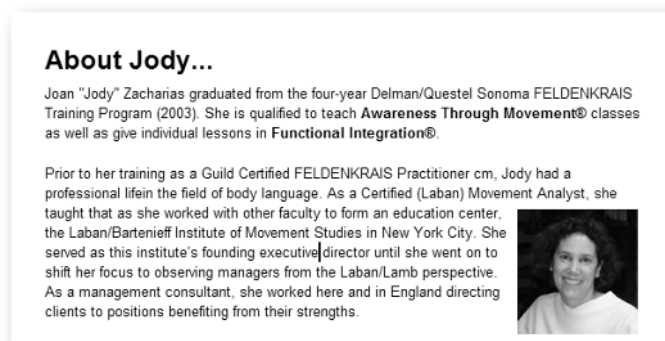 About Jody...
Joan "Jody" Zacharias graduated from the four-year Delman/Questel Sonoma FELDENKRAIS
Training Program (2003). She is qualified to teach Awareness Through Movement® classes
as well as give individual lessons in Functional Integration®.
Prior to her training as a Guild Certified FELDENKRAIS Practitioner cm, Jody had a
professional lifein the field of body language. As a Certified (Laban) Movement Analyst, she
taught that as she worked with other faculty to form an education center,
the Laban/Bartenieff Institute of Movement Studies in New York City. She
served as this institute's founding executive director until she went on to
shift her focus to observing managers from the Laban/Lamb perspective.
As a management consultant, she worked here and in England directing
clients to positions benefiting from their strengths.